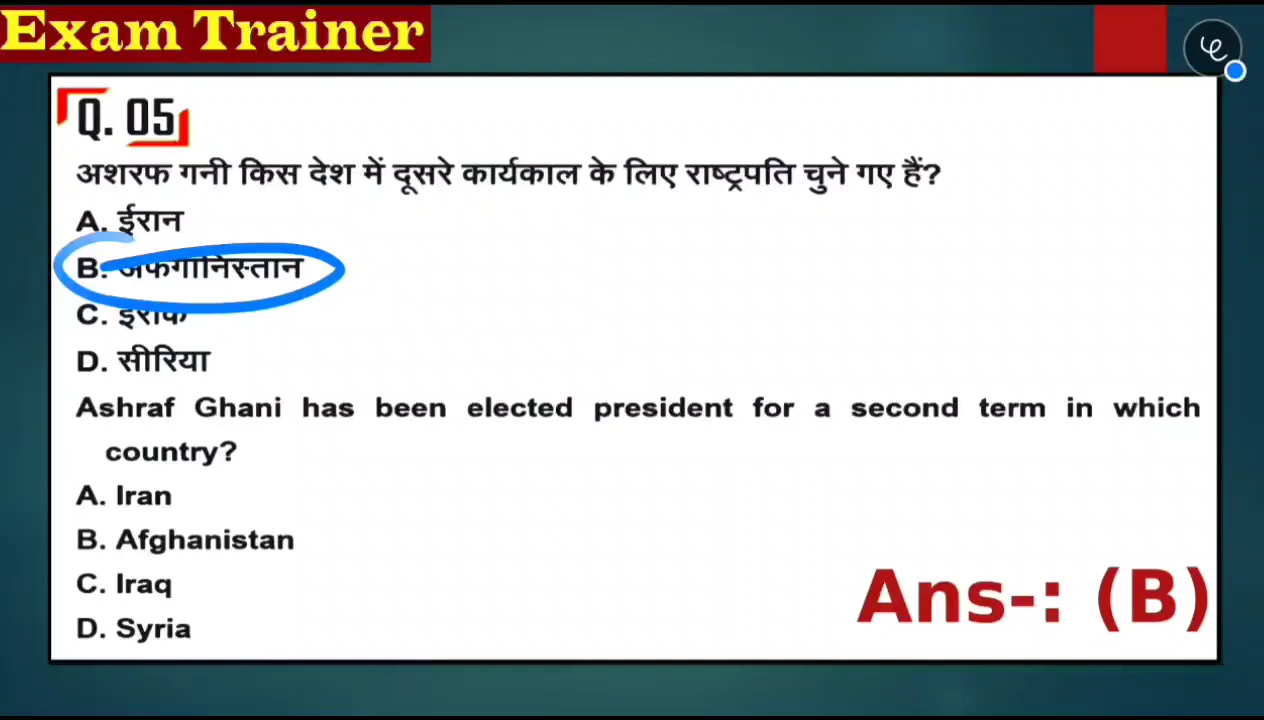 Exam Trainer
Q. 05
अशरफ गनी किस देश में दूसरे कार्यकाल के लिए राष्ट्रपति चुने गए हैं?
A. ईरान
B. अफगानिस्तान
C. इराक
D. सीरिया
Ashraf Ghani has been elected president for a second term in which
country?
A. Iran
B. Afghanistan
C. Iraq
D. Syria
Ans-: (B)